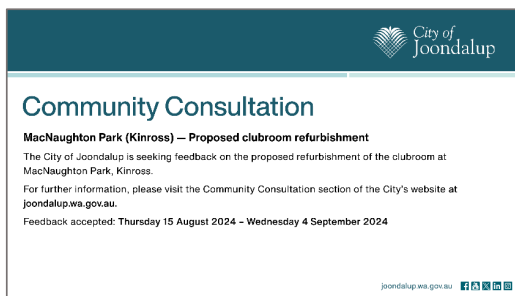 City of
Joondalup
Community Consultation
MacNaughton Park (Kinross) — Proposed clubroom refurbishment
The City of Joondalup is seeking feedback on the proposed refurbishment of the clubroom at
MacNaughton Park, Kinross.
For further information, please visit the Community Consultation section of the City's website at
joondalup.wa.gov.au.
Feedback accepted: Thursday 15 August 2024 – Wednesday 4 September 2024
joondalup.wa.gov.au